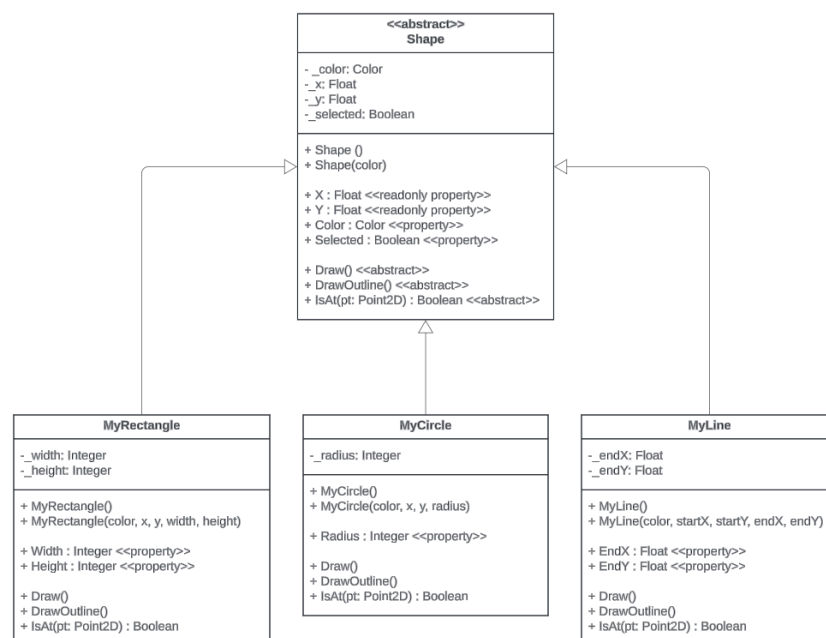 <<abstract>>
Shape
- _color: Color
-_x: Float
-_y: Float
-_selected: Boolean
+ Shape ()
+ Shape(color)
+ X : Float <<readonly property>>
+ Y : Float <<readonly property>>
+ Color : Color <<property>>
+ Selected : Boolean <<property>>
+ Draw() <<abstract>>
+ DrawOutline() <<abstract>>
+ IsAt(pt: Point2D) : Boolean <<abstract>>
MyRectangle
-_width: Integer
-_height: Integer
+ MyRectangle()
+ MyRectangle(color, x, y, width, height)
+ Width : Integer <<property>>
+ Height : Integer <<property>>
+ Draw()
+ DrawOutline()
+ IsAt(pt: Point2D) : Boolean
MyCircle
-_radius: Integer
+ MyCircle()
+ MyCircle(color, x, y, radius)
+ Radius : Integer <<property>>
+ Draw()
+ DrawOutline()
+ IsAt(pt: Point2D) : Boolean
MyLine
-_endX: Float
-_endY: Float
+ MyLine()
+ MyLine(color, startX, startY, endX, endY)
+ EndX : Float <<property>>
+ EndY : Float <<property>>
+ Draw()
+ DrawOutline()
+ IsAt(pt: Point2D) : Boolean